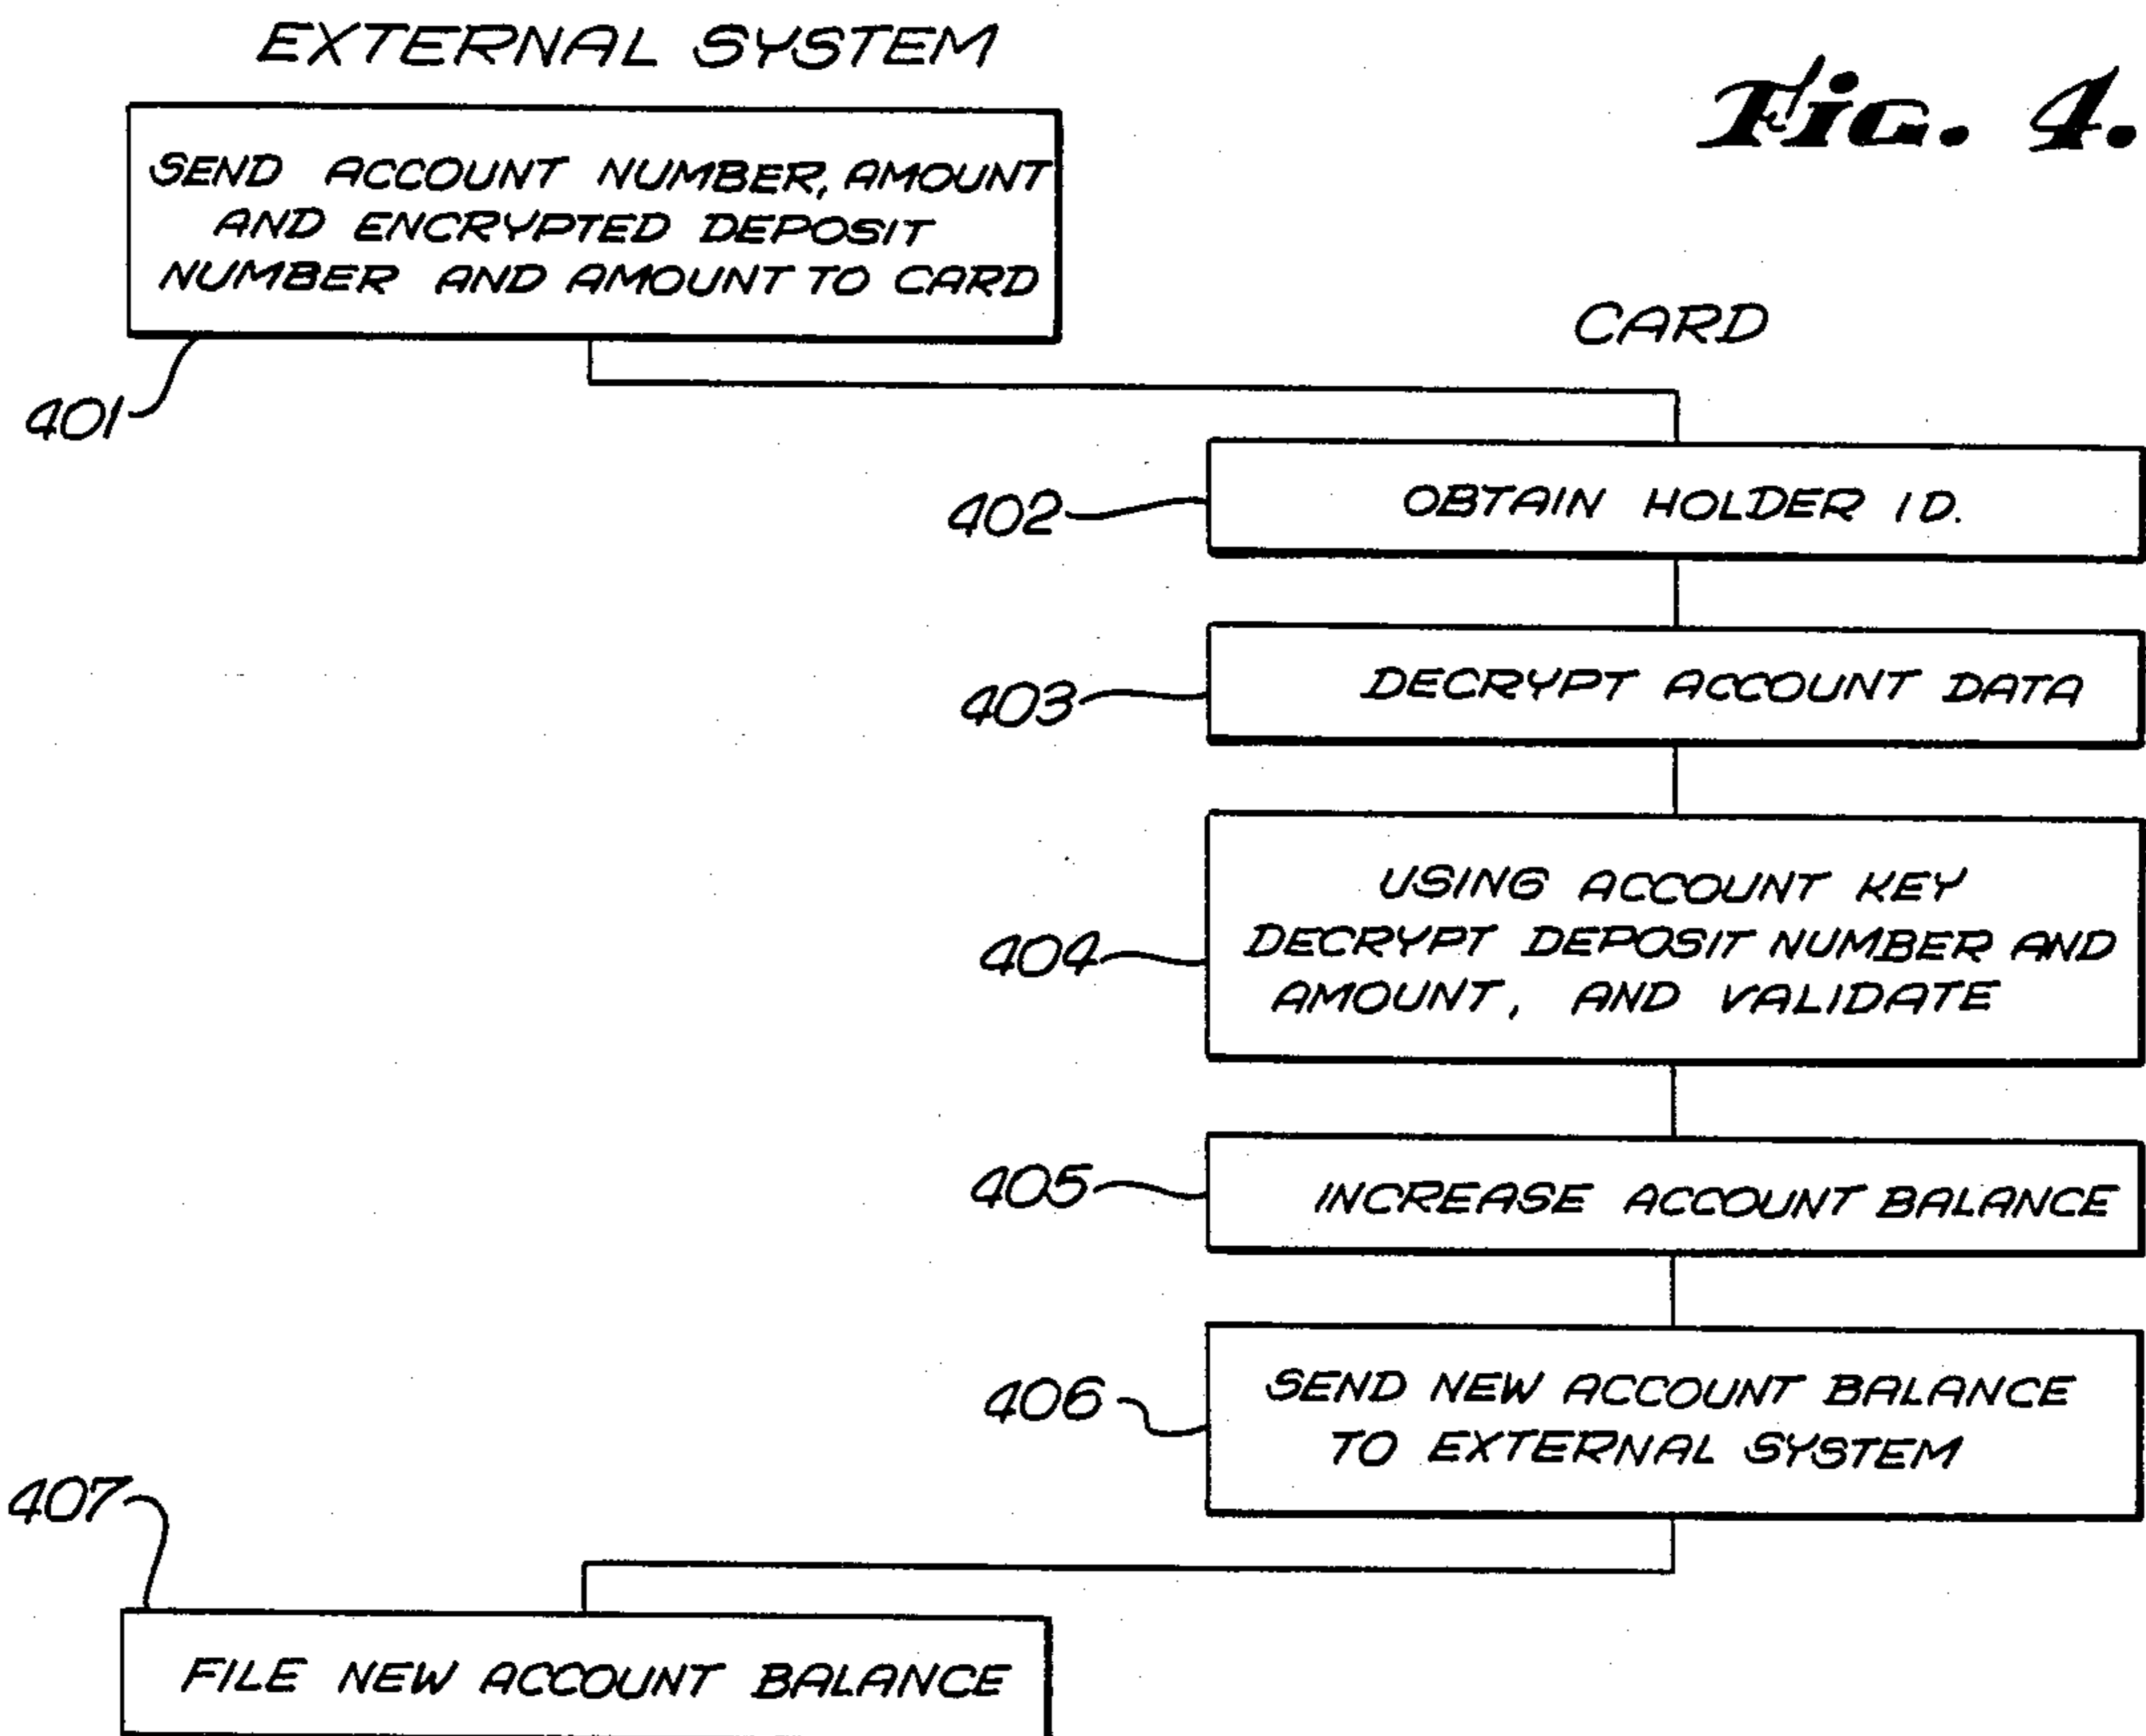 EXTERNAL SYSTEM
Fig. 4.
SEND ACCOUNT NUMBER, AMOUNT
AND ENCRYPTED DEPOSIT
NUMBER AND AMOUNT TO CARD
401
CARD
402
OBTAIN HOLDER ID.
403
DECRYPT ACCOUNT DATA
404
USING ACCOUNT KEY
DECRYPT DEPOSIT NUMBER AND
AMOUNT, AND VALIDATE
405
INCREASE ACCOUNT BALANCE
406
SEND NEW ACCOUNT BALANCE
TO EXTERNAL SYSTEM
407
FILE NEW ACCOUNT BALANCE